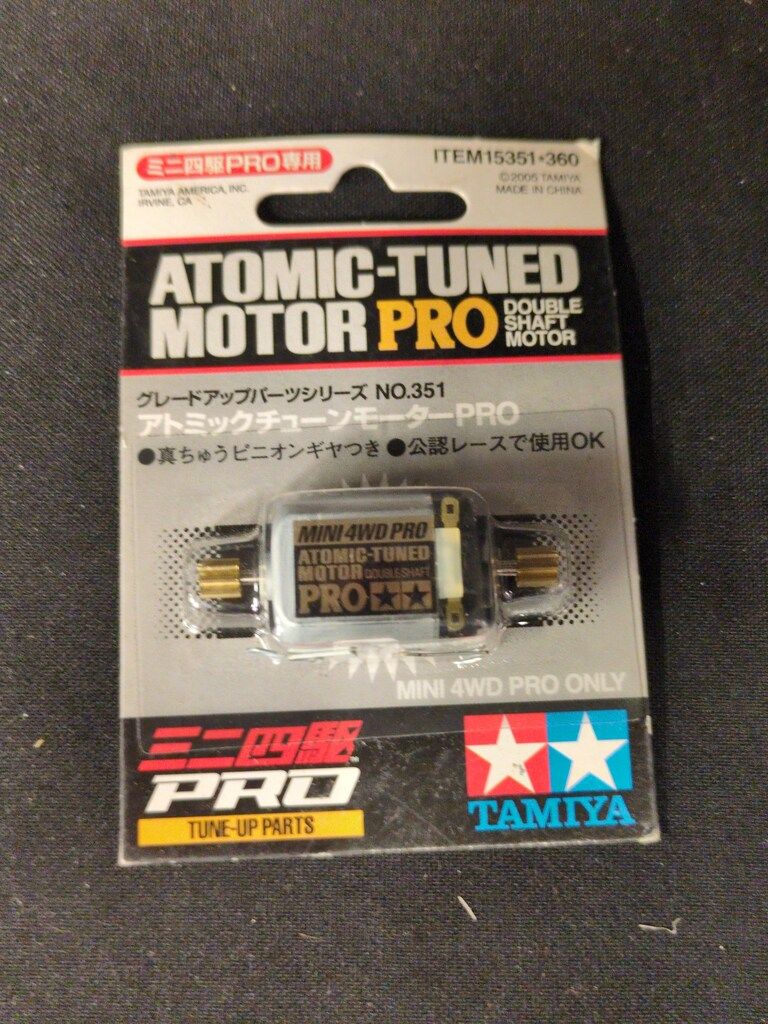 ミニ四駆PRO専用
ITEM15351•360
TAMIYA AMERICA, INC.
IRVINE, CA
©2005 TAMIYA
MADE IN CHINA
ATOMIC-TUNED
MOTOR PRO
DOUBLE
SHAFT
MOTOR
グレードアップパーツシリーズ NO.351
アトミックチューンモーターPRO
●真ちゅうピニオンギヤつき ●公認レースで使用OK
MINI 4WD PRO
ATOMIC-TUNED
MOTOR DOUBLE SHAFT
PRO
MINI 4WD PRO ONLY
ミニ四駆
PRO
TUNE-UP PARTS
TAMIYA